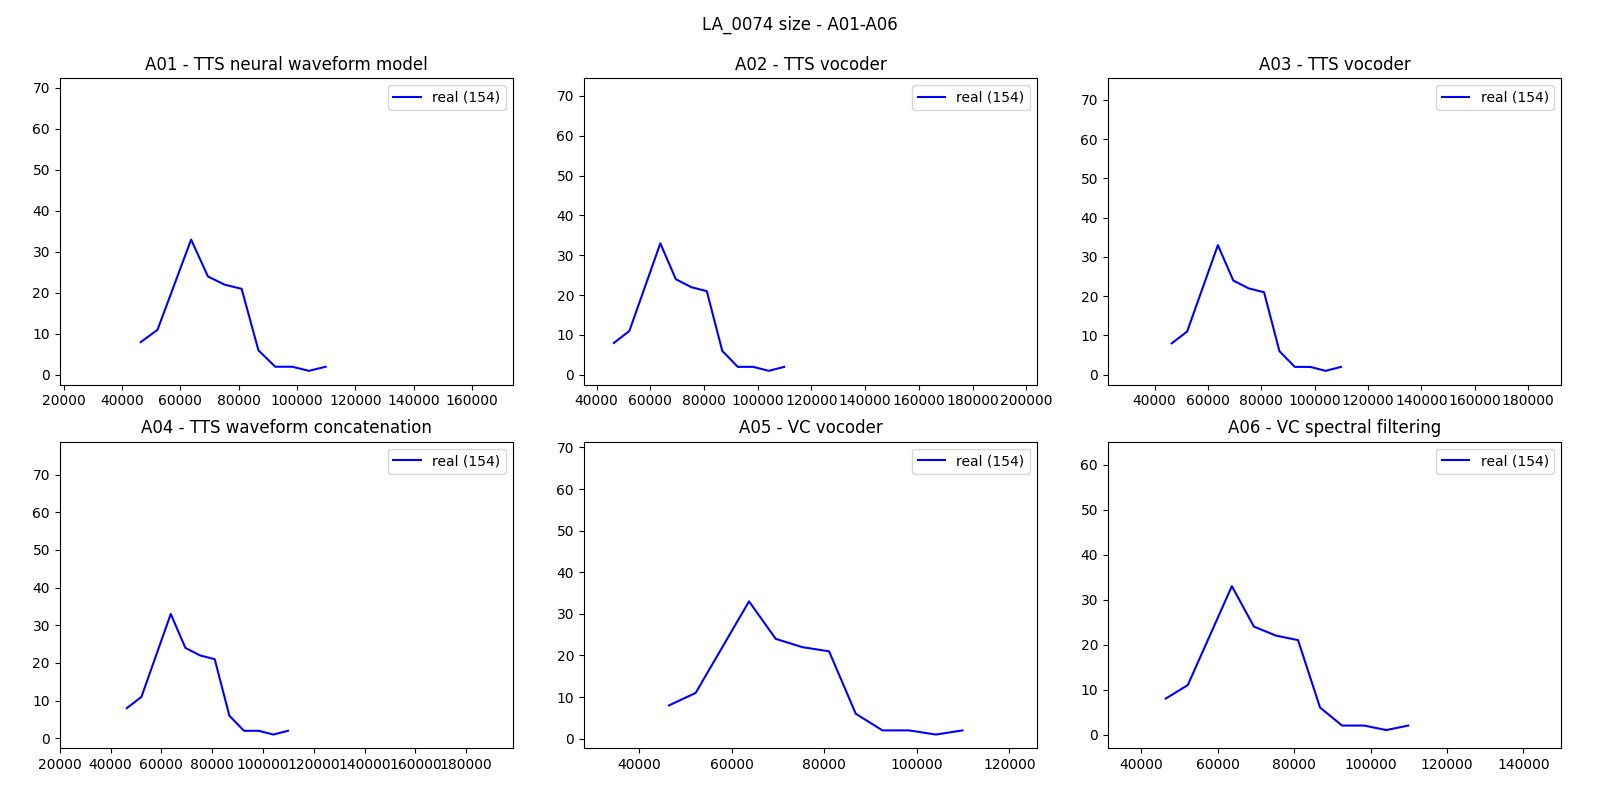 LA_0074 size - A01-A06
A01 - TTS neural waveform model
real (154)
70
60
50
40
30
20
10
0
20000 40000 60000 80000 100000 120000 140000 160000
A02 - TTS vocoder
real (154)
70
60
50
40
30
20
10
0
40000 60000 80000 100000 120000 140000 160000 180000 200000
A03 - TTS vocoder
real (154)
70
60
50
40
30
20
10
0
40000 60000 80000 100000 120000 140000 160000 180000
A04 - TTS waveform concatenation
real (154)
70
60
50
40
30
20
10
0
20000 40000 60000 80000 100000 120000 140000 160000 180000
A05 - VC vocoder
real (154)
70
60
50
40
30
20
10
0
40000 60000 80000 100000 120000
A06 - VC spectral filtering
real (154)
60
50
40
30
20
10
0
40000 60000 80000 100000 120000 140000